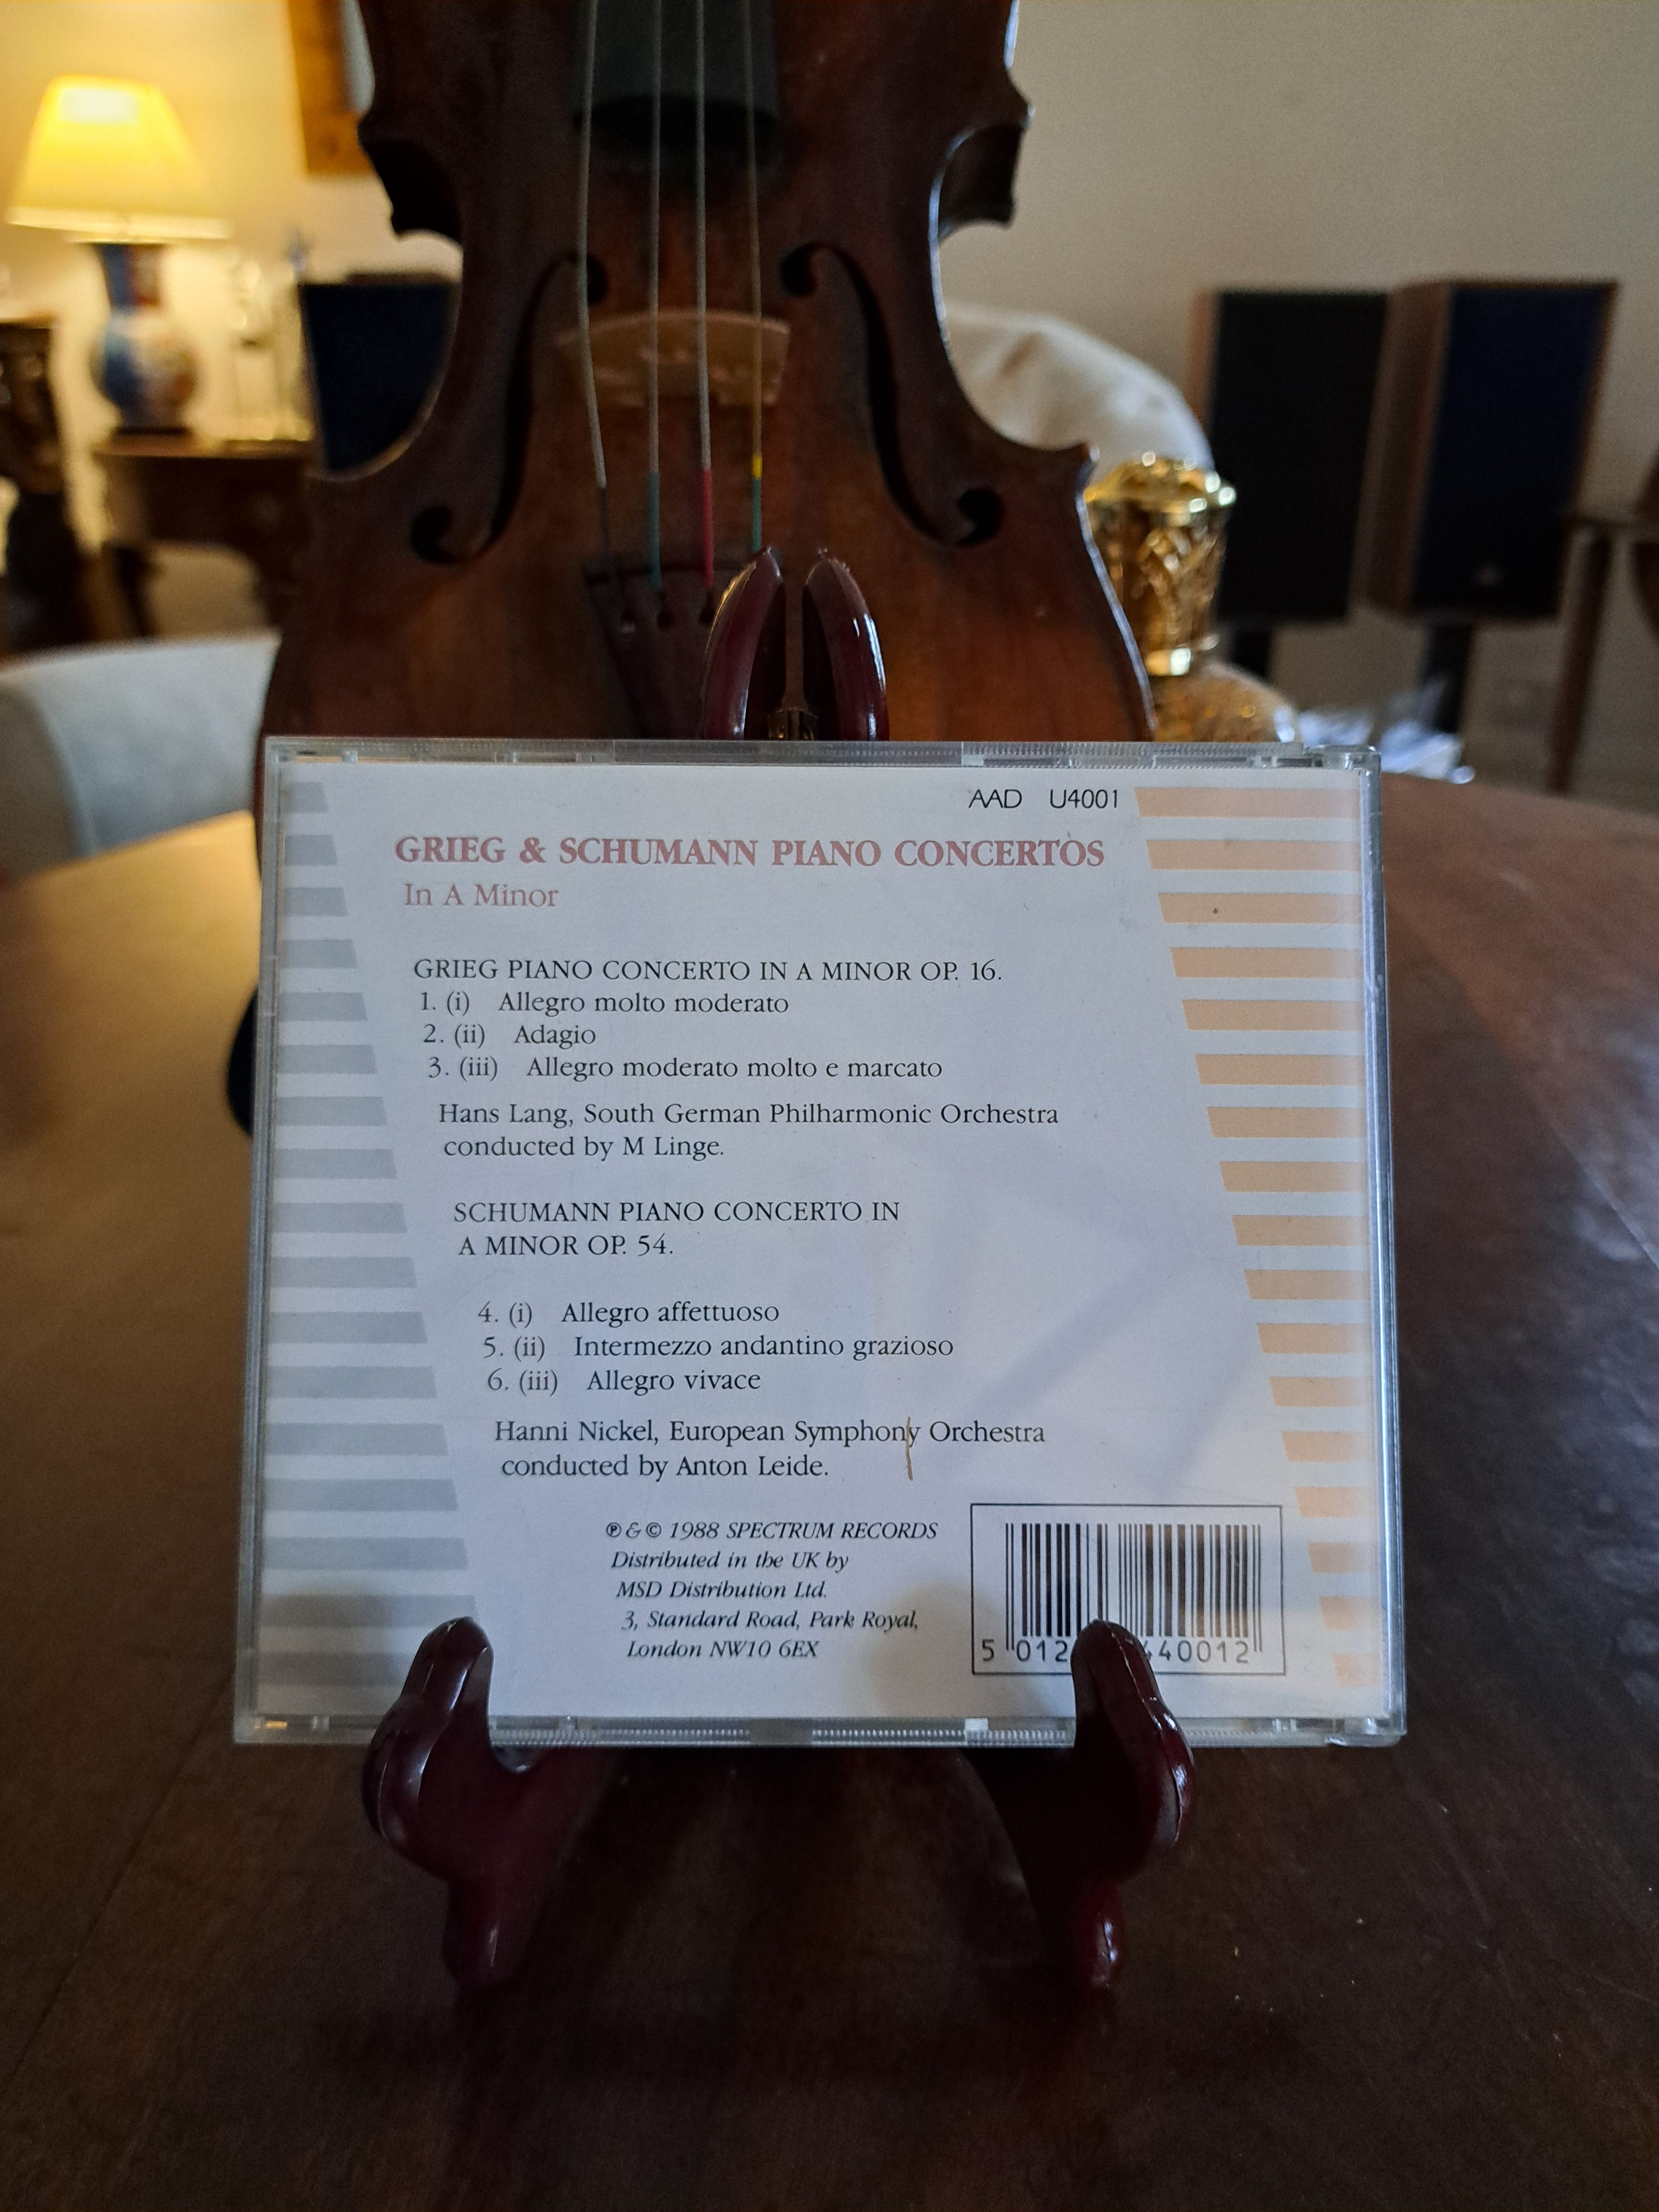 AAD U4001
GRIEG & SCHUMANN PIANO CONCERTOS
In A Minor
GRIEG PIANO CONCERTO IN A MINOR OP. 16.
1. (i) Allegro molto moderato
2. (ii) Adagio
3. (iii) Allegro moderato molto e marcato
Hans Lang, South German Philharmonic Orchestra
conducted by M Linge.
SCHUMANN PIANO CONCERTO IN
A MINOR OP. 54.
4. (i) Allegro affettuoso
5. (ii) Intermezzo andantino grazioso
6. (iii) Allegro vivace
Hanni Nickel, European Symphony Orchestra
conducted by Anton Leide.
℗ & © 1988 SPECTRUM RECORDS
Distributed in the UK by
MSD Distribution Ltd.
3, Standard Road, Park Royal,
London NW10 6EX
5 012 440012